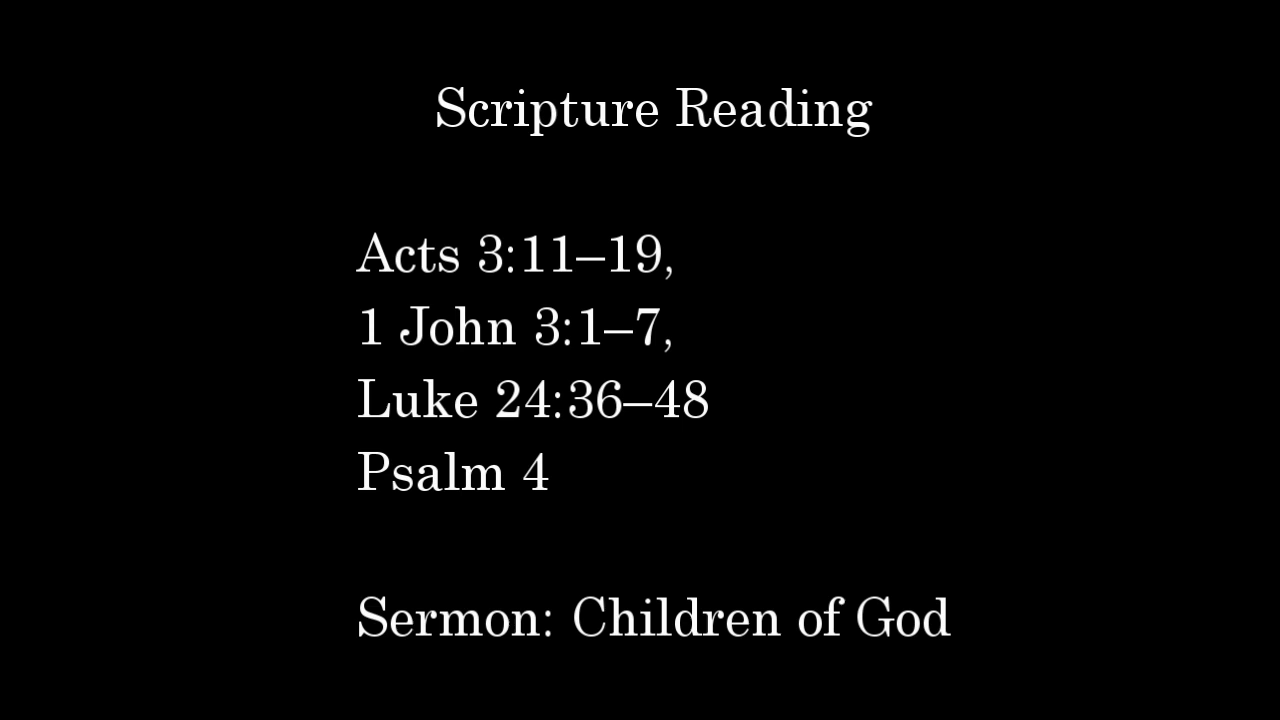 Scripture Reading
Acts 3:11–19,
1 John 3:1–7,
Luke 24:36–48
Psalm 4
Sermon: Children of God